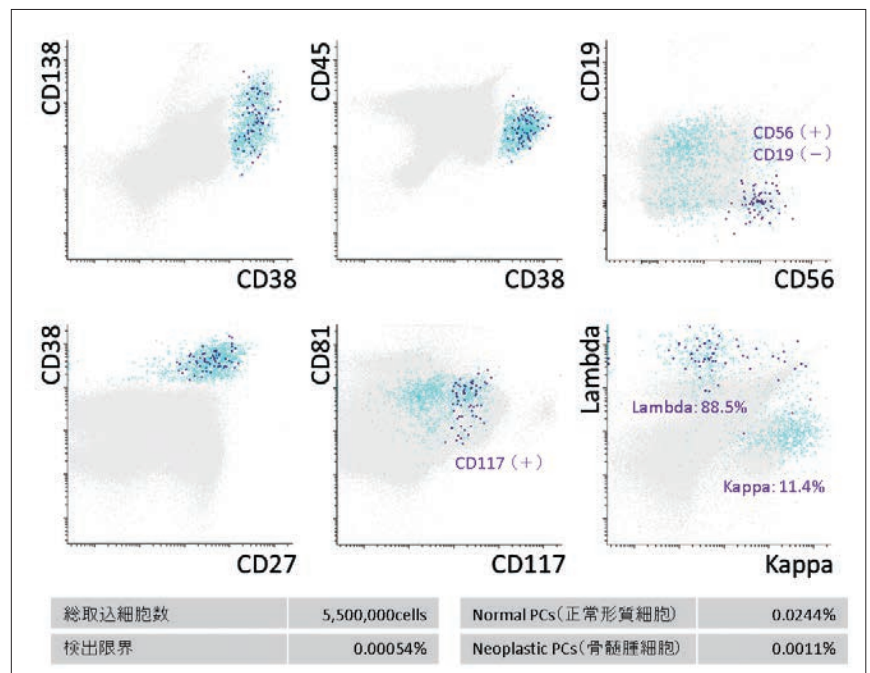 CD138
CD38
CD45
CD38
CD19
CD56 (+)
CD19 (−)
CD56
CD38
CD27
CD81
CD117 (+)
CD117
Lambda
Lambda: 88.5%
Kappa: 11.4%
Kappa
総取込細胞数 5,500,000cells
検出限界 0.00054%
Normal PCs(正常形質細胞) 0.0244%
Neoplastic PCs(骨髄腫細胞) 0.0011%